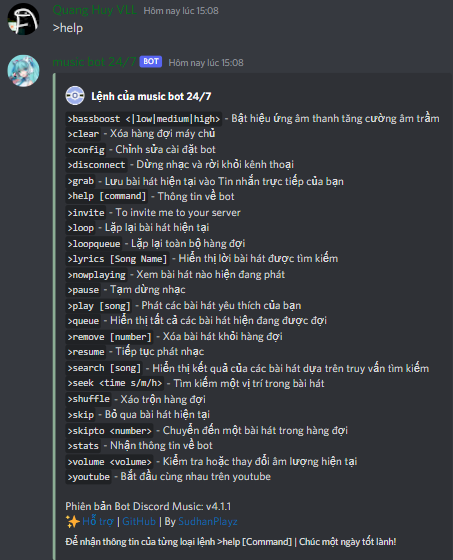 Quang Huy VLL Hôm nay lúc 15:08
>help
music bot 24/7 BOT Hôm nay lúc 15:08
Lệnh của music bot 24/7
>bassboost <|low|medium|high> - Bật hiệu ứng âm thanh tăng cường âm trầm
>clear - Xóa hàng đợi máy chủ
>config - Chỉnh sửa cài đặt bot
>disconnect - Dừng nhạc và rời khỏi kênh thoại
>grab - Lưu bài hát hiện tại vào Tin nhắn trực tiếp của bạn
>help [command] - Thông tin về bot
>invite - To invite me to your server
>loop - Lặp lại bài hát hiện tại
>loopqueue - Lặp lại toàn bộ hàng đợi
>lyrics [Song Name] - Hiển thị lời bài hát được tìm kiếm
>nowplaying - Xem bài hát nào hiện đang phát
>pause - Tạm dừng nhạc
>play [song] - Phát các bài hát yêu thích của bạn
>queue - Hiển thị tất cả các bài hát hiện đang được đợi
>remove [number] - Xóa bài hát khỏi hàng đợi
>resume - Tiếp tục phát nhạc
>search [song] - Hiển thị kết quả của các bài hát dựa trên truy vấn tìm kiếm
>seek <time s/m/h> - Tìm kiếm một vị trí trong bài hát
>shuffle - Xáo trộn hàng đợi
>skip - Bỏ qua bài hát hiện tại
>skipto <number> - Chuyển đến một bài hát trong hàng đợi
>stats - Nhận thông tin về bot
>volume <volume> - Kiểm tra hoặc thay đổi âm lượng hiện tại
>youtube - Bắt đầu cùng nhau trên youtube
Phiên bản Bot Discord Music: v4.1.1
✨ Hỗ trợ | GitHub | By SudhanPlayz
Để nhận thông tin của từng loại lệnh >help [Command] | Chúc một ngày tốt lành!